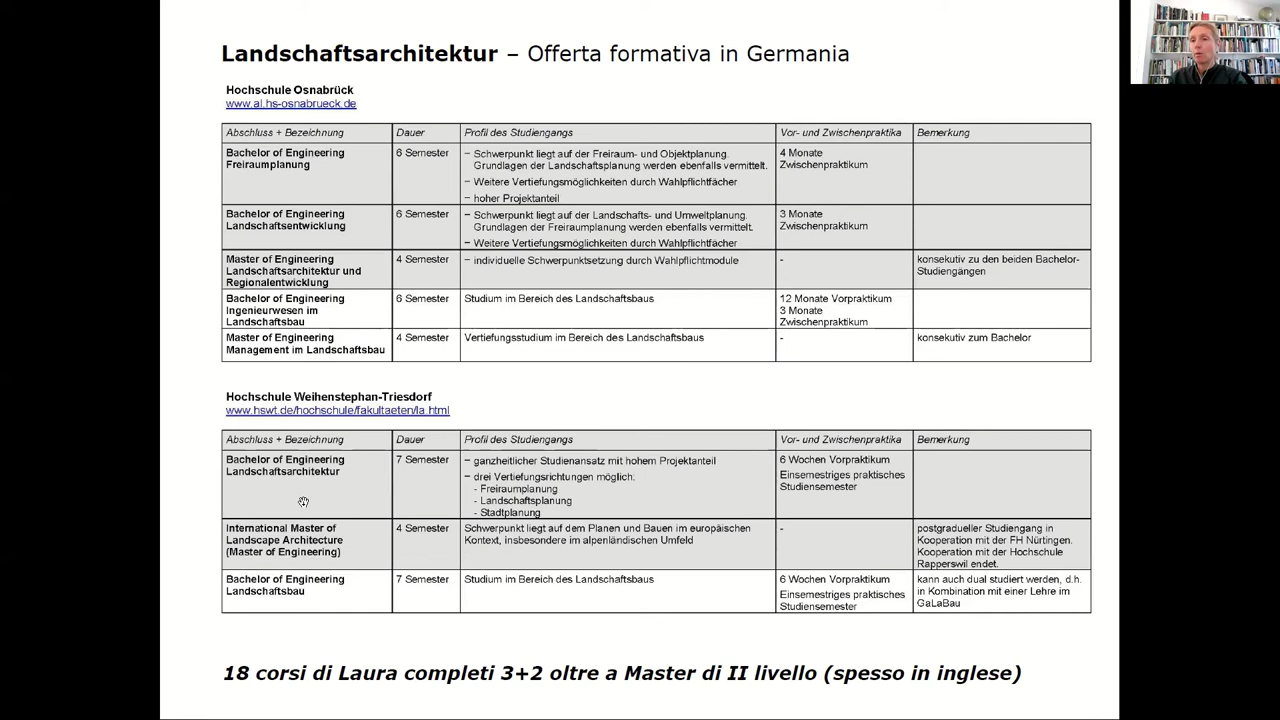 Landschaftsarchitektur – Offerta formativa in Germania
Hochschule Osnabrück
www.al.hs-osnabrueck.de
Abschluss + Bezeichnung Dauer Profil des Studiengangs Vor- und Zwischenpraktika Bemerkung
Bachelor of Engineering
Freiraumplanung
6 Semester
– Schwerpunkt liegt auf der Freiraum- und Objektplanung.
Grundlagen der Landschaftsplanung werden ebenfalls vermittelt.
– Weitere Vertiefungsmöglichkeiten durch Wahlpflichtfächer
– hoher Projektanteil
4 Monate
Zwischenpraktikum
Bachelor of Engineering
Landschaftsentwicklung
6 Semester
– Schwerpunkt liegt auf der Landschafts- und Umweltplanung.
Grundlagen der Freiraumplanung werden ebenfalls vermittelt.
– Weitere Vertiefungsmöglichkeiten durch Wahlpflichtfächer
3 Monate
Zwischenpraktikum
Master of Engineering
Landschaftsarchitektur und
Regionalentwicklung
4 Semester
– individuelle Schwerpunktsetzung durch Wahlpflichtmodule
-
konsekutiv zu den beiden Bachelor-
Studiengängen
Bachelor of Engineering
Ingenieurwesen im
Landschaftsbau
6 Semester
Studium im Bereich des Landschaftsbaus
12 Monate Vorpraktikum
3 Monate
Zwischenpraktikum
Master of Engineering
Management im Landschaftsbau
4 Semester
Vertiefungsstudium im Bereich des Landschaftsbaus
-
konsekutiv zum Bachelor
Hochschule Weihenstephan-Triesdorf
www.hswt.de/hochschule/fakultaeten/la.html
Abschluss + Bezeichnung Dauer Profil des Studiengangs Vor- und Zwischenpraktika Bemerkung
Bachelor of Engineering
Landschaftsarchitektur
7 Semester
– ganzheitlicher Studienansatz mit hohem Projektanteil
– drei Vertiefungsrichtungen möglich:
- Freiraumplanung
- Landschaftsplanung
- Stadtplanung
6 Wochen Vorpraktikum
Einsemestriges praktisches
Studiensemester
International Master of
Landscape Architecture
(Master of Engineering)
4 Semester
Schwerpunkt liegt auf dem Planen und Bauen im europäischen
Kontext, insbesondere im alpenländischen Umfeld
-
postgradueller Studiengang in
Kooperation mit der FH Nürtingen.
Kooperation mit der Hochschule
Rapperswil endet.
Bachelor of Engineering
Landschaftsbau
7 Semester
Studium im Bereich des Landschaftsbaus
6 Wochen Vorpraktikum
Einsemestriges praktisches
Studiensemester
kann auch dual studiert werden, d.h.
in Kombination mit einer Lehre im
GaLaBau
18 corsi di Laura completi 3+2 oltre a Master di II livello (spesso in inglese)